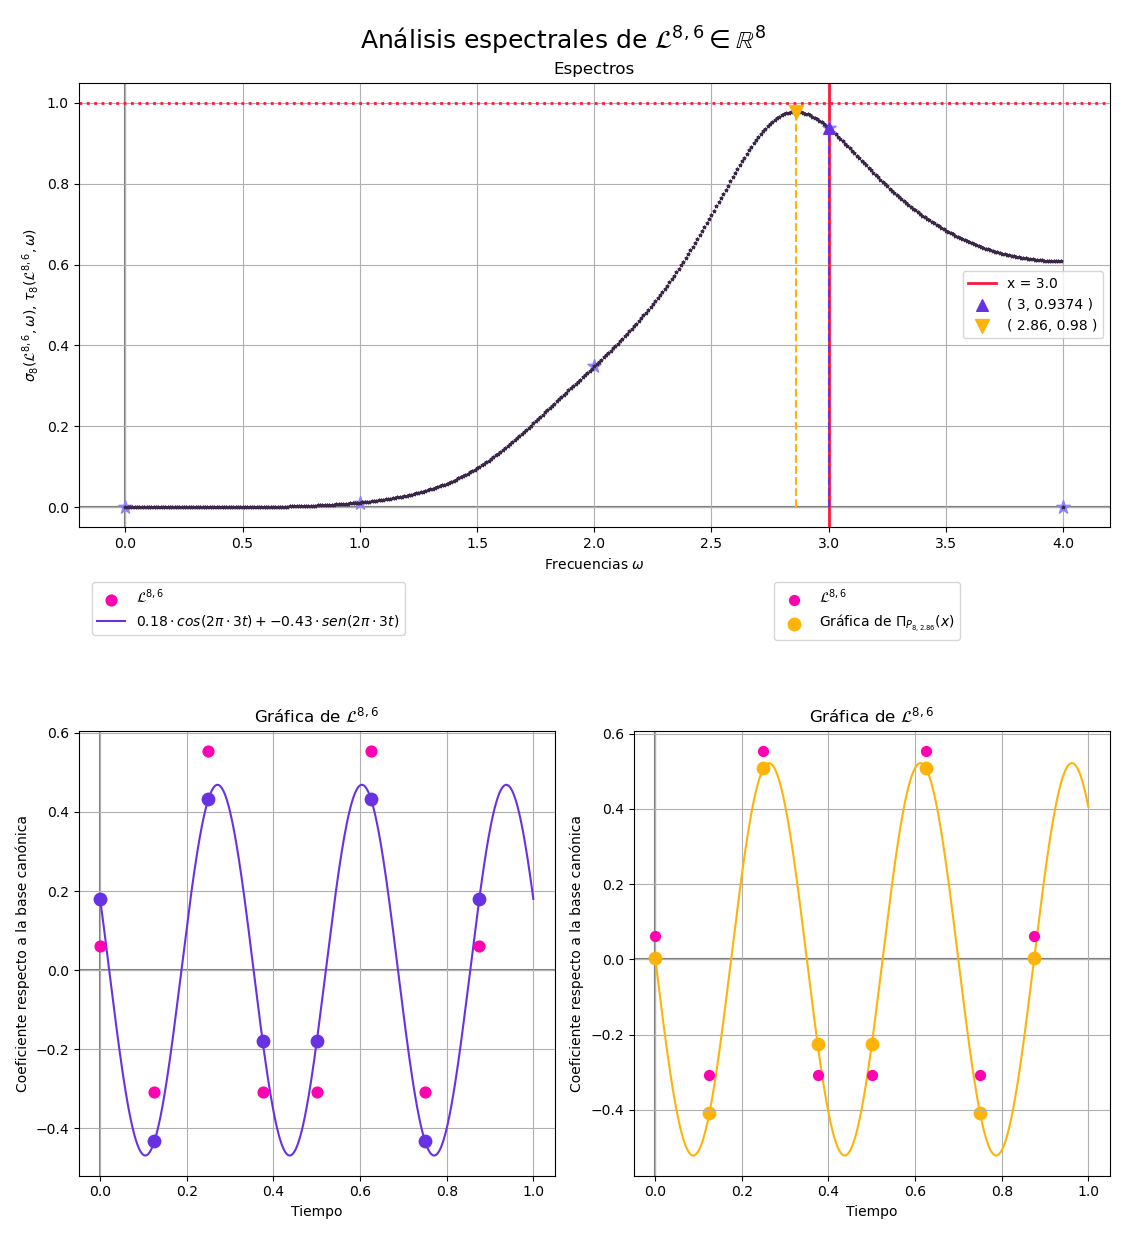 Análisis espectrales de ℒ^{8,6} ∈ ℝ^8
Espectros
σ_8(ℒ^{8,6}, ω), τ_8(ℒ^{8,6}, ω)
1.0
0.8
0.6
0.4
0.2
0.0
x = 3.0
( 3, 0.9374 )
( 2.86, 0.98 )
0.0 0.5 1.0 1.5 2.0 2.5 3.0 3.5 4.0
Frecuencias ω
ℒ^{8,6}
0.18 · cos(2π · 3t) + −0.43 · sen(2π · 3t)
ℒ^{8,6}
Gráfica de Π_{P_{8,2.86}}(x)
Gráfica de ℒ^{8,6}
Coeficiente respecto a la base canónica
0.6
0.4
0.2
0.0
−0.2
−0.4
0.0 0.2 0.4 0.6 0.8 1.0
Tiempo
Gráfica de ℒ^{8,6}
Coeficiente respecto a la base canónica
0.6
0.4
0.2
0.0
−0.2
−0.4
0.0 0.2 0.4 0.6 0.8 1.0
Tiempo